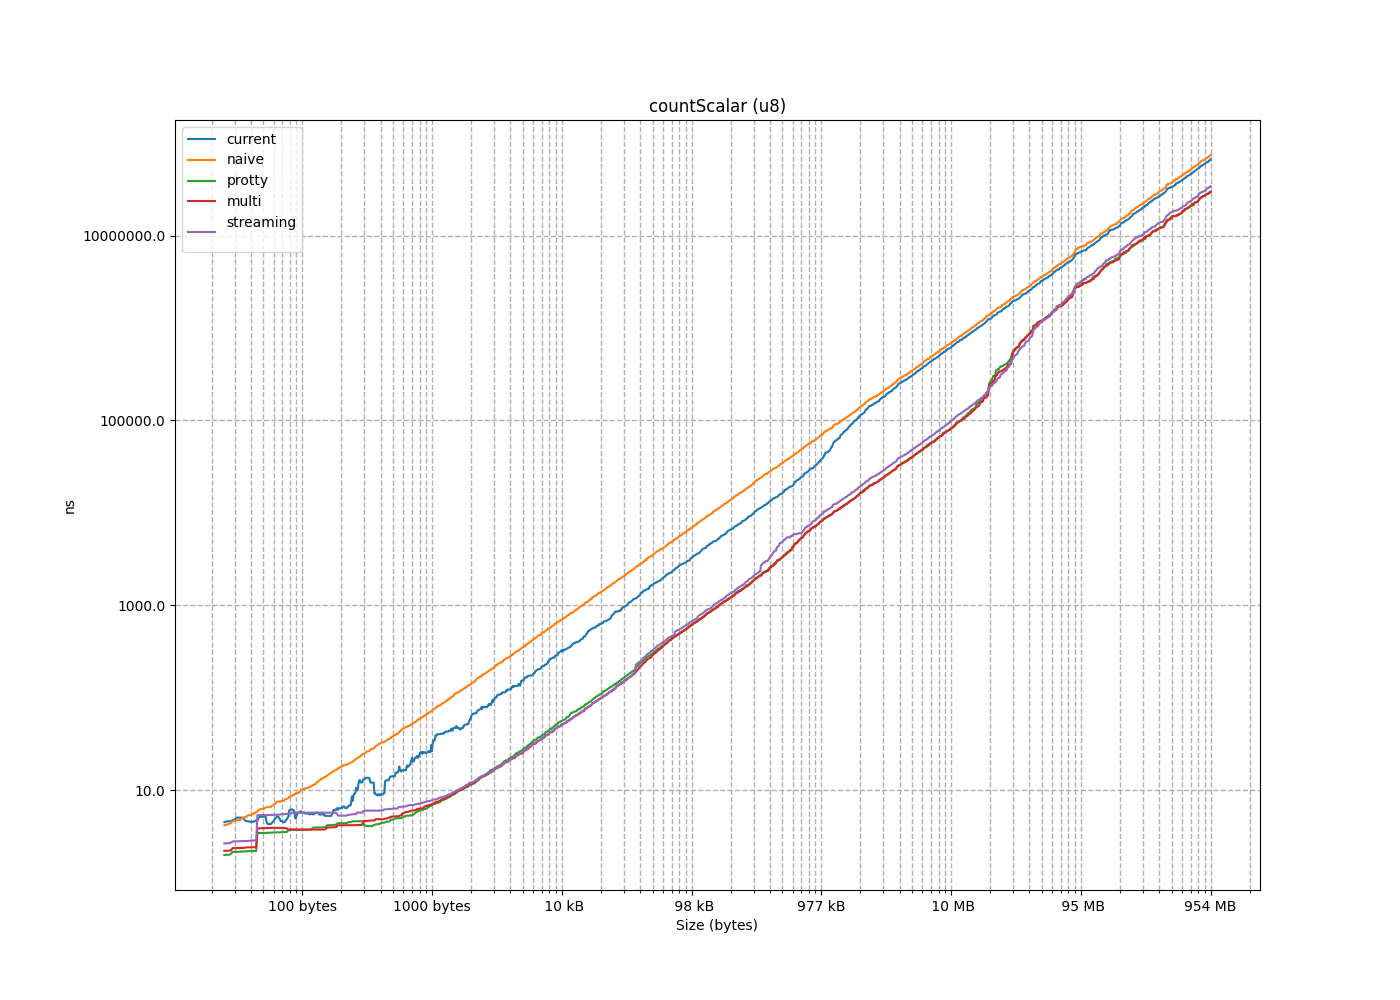 countScalar (u8)
current
naive
protty
multi
streaming
10000000.0
100000.0
1000.0
10.0
ns
100 bytes
1000 bytes
10 kB
98 kB
977 kB
10 MB
95 MB
954 MB
Size (bytes)